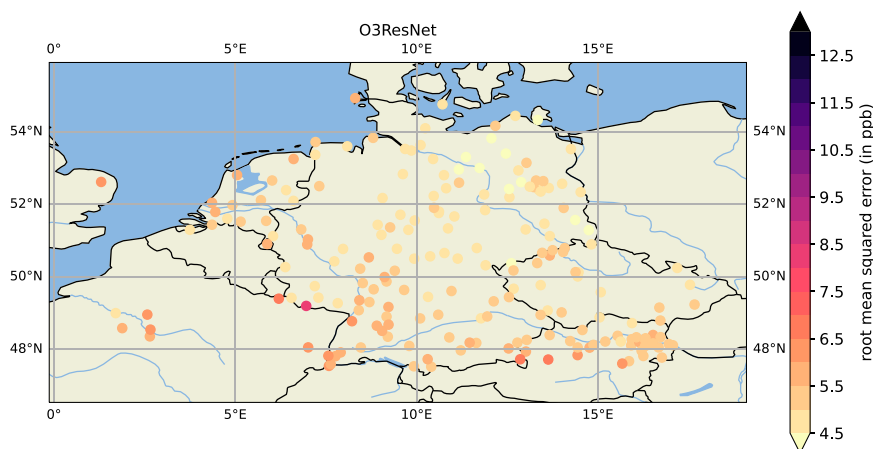 O3ResNet
0° 5°E 10°E 15°E
54°N 54°N
52°N 52°N
50°N 50°N
48°N 48°N
0° 5°E 10°E 15°E
12.5
11.5
10.5
9.5
8.5
7.5
6.5
5.5
4.5
root mean squared error (in ppb)